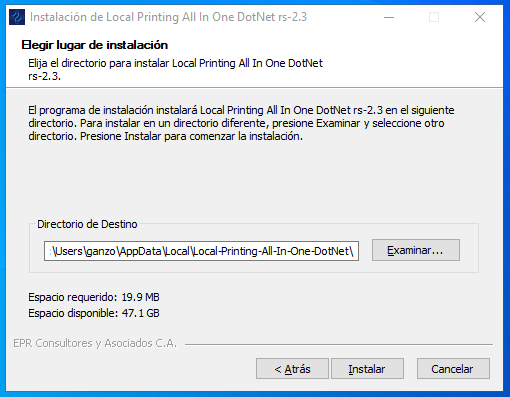 Instalación de Local Printing All In One DotNet rs-2.3
Elegir lugar de instalación
Elija el directorio para instalar Local Printing All In One DotNet
rs-2.3.
El programa de instalación instalará Local Printing All In One DotNet rs-2.3 en el siguiente
directorio. Para instalar en un directorio diferente, presione Examinar y seleccione otro
directorio. Presione Instalar para comenzar la instalación.
Directorio de Destino
:\Users\ganzo\AppData\Local\Local-Printing-All-In-One-DotNet\
Examinar...
Espacio requerido: 19.9 MB
Espacio disponible: 47.1 GB
EPR Consultores y Asociados C.A.
< Atrás
Instalar
Cancelar